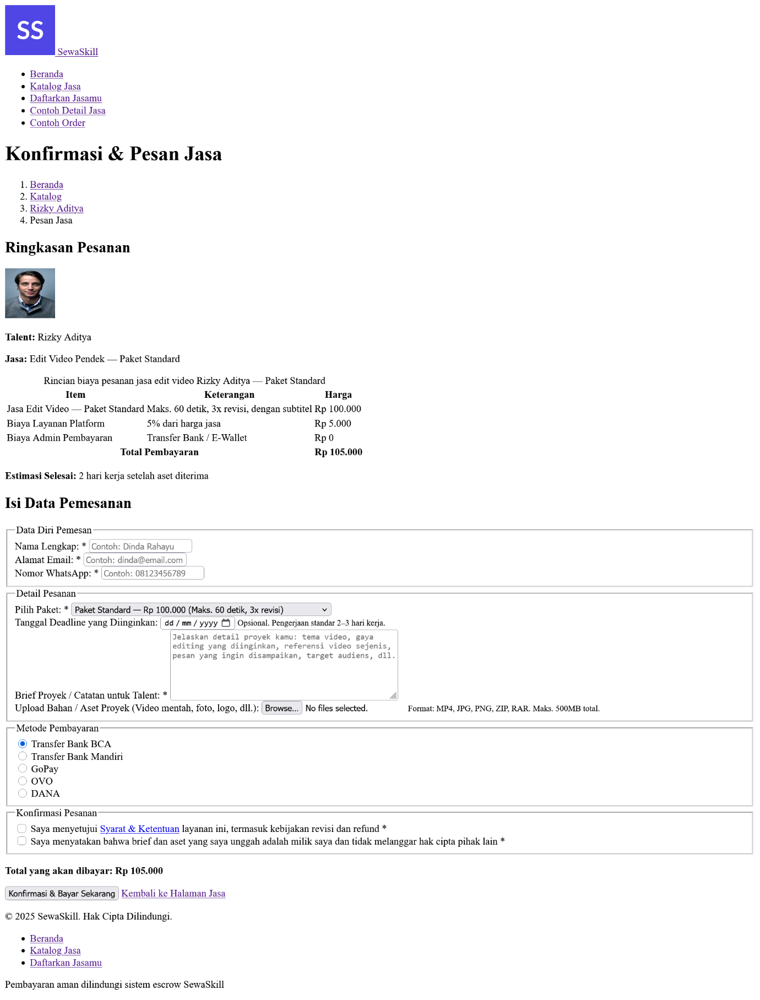 SS
SewaSkill
Beranda
Katalog Jasa
Daftarkan Jasamu
Contoh Detail Jasa
Contoh Order
Konfirmasi & Pesan Jasa
1. Beranda
2. Katalog
3. Rizky Aditya
4. Pesan Jasa
Ringkasan Pesanan
Talent: Rizky Aditya
Jasa: Edit Video Pendek — Paket Standard
Rincian biaya pesanan jasa edit video Rizky Aditya — Paket Standard
Item Keterangan Harga
Jasa Edit Video — Paket Standard Maks. 60 detik, 3x revisi, dengan subtitel Rp 100.000
Biaya Layanan Platform 5% dari harga jasa Rp 5.000
Biaya Admin Pembayaran Transfer Bank / E-Wallet Rp 0
Total Pembayaran Rp 105.000
Estimasi Selesai: 2 hari kerja setelah aset diterima
Isi Data Pemesanan
Data Diri Pemesan
Nama Lengkap: * Contoh: Dinda Rahayu
Alamat Email: * Contoh: dinda@email.com
Nomor WhatsApp: * Contoh: 08123456789
Detail Pesanan
Pilih Paket: * Paket Standard — Rp 100.000 (Maks. 60 detik, 3x revisi)
Tanggal Deadline yang Diinginkan: dd / mm / yyyy Opsional. Pengerjaan standar 2–3 hari kerja.
Jelaskan detail proyek kamu: tema video, gaya
editing yang diinginkan, referensi video sejenis,
pesan yang ingin disampaikan, target audiens, dll.
Brief Proyek / Catatan untuk Talent: *
Upload Bahan / Aset Proyek (Video mentah, foto, logo, dll.): Browse... No files selected. Format: MP4, JPG, PNG, ZIP, RAR. Maks. 500MB total.
Metode Pembayaran
Transfer Bank BCA
Transfer Bank Mandiri
GoPay
OVO
DANA
Konfirmasi Pesanan
Saya menyetujui Syarat & Ketentuan layanan ini, termasuk kebijakan revisi dan refund *
Saya menyatakan bahwa brief dan aset yang saya unggah adalah milik saya dan tidak melanggar hak cipta pihak lain *
Total yang akan dibayar: Rp 105.000
Konfirmasi & Bayar Sekarang Kembali ke Halaman Jasa
© 2025 SewaSkill. Hak Cipta Dilindungi.
Beranda
Katalog Jasa
Daftarkan Jasamu
Pembayaran aman dilindungi sistem escrow SewaSkill